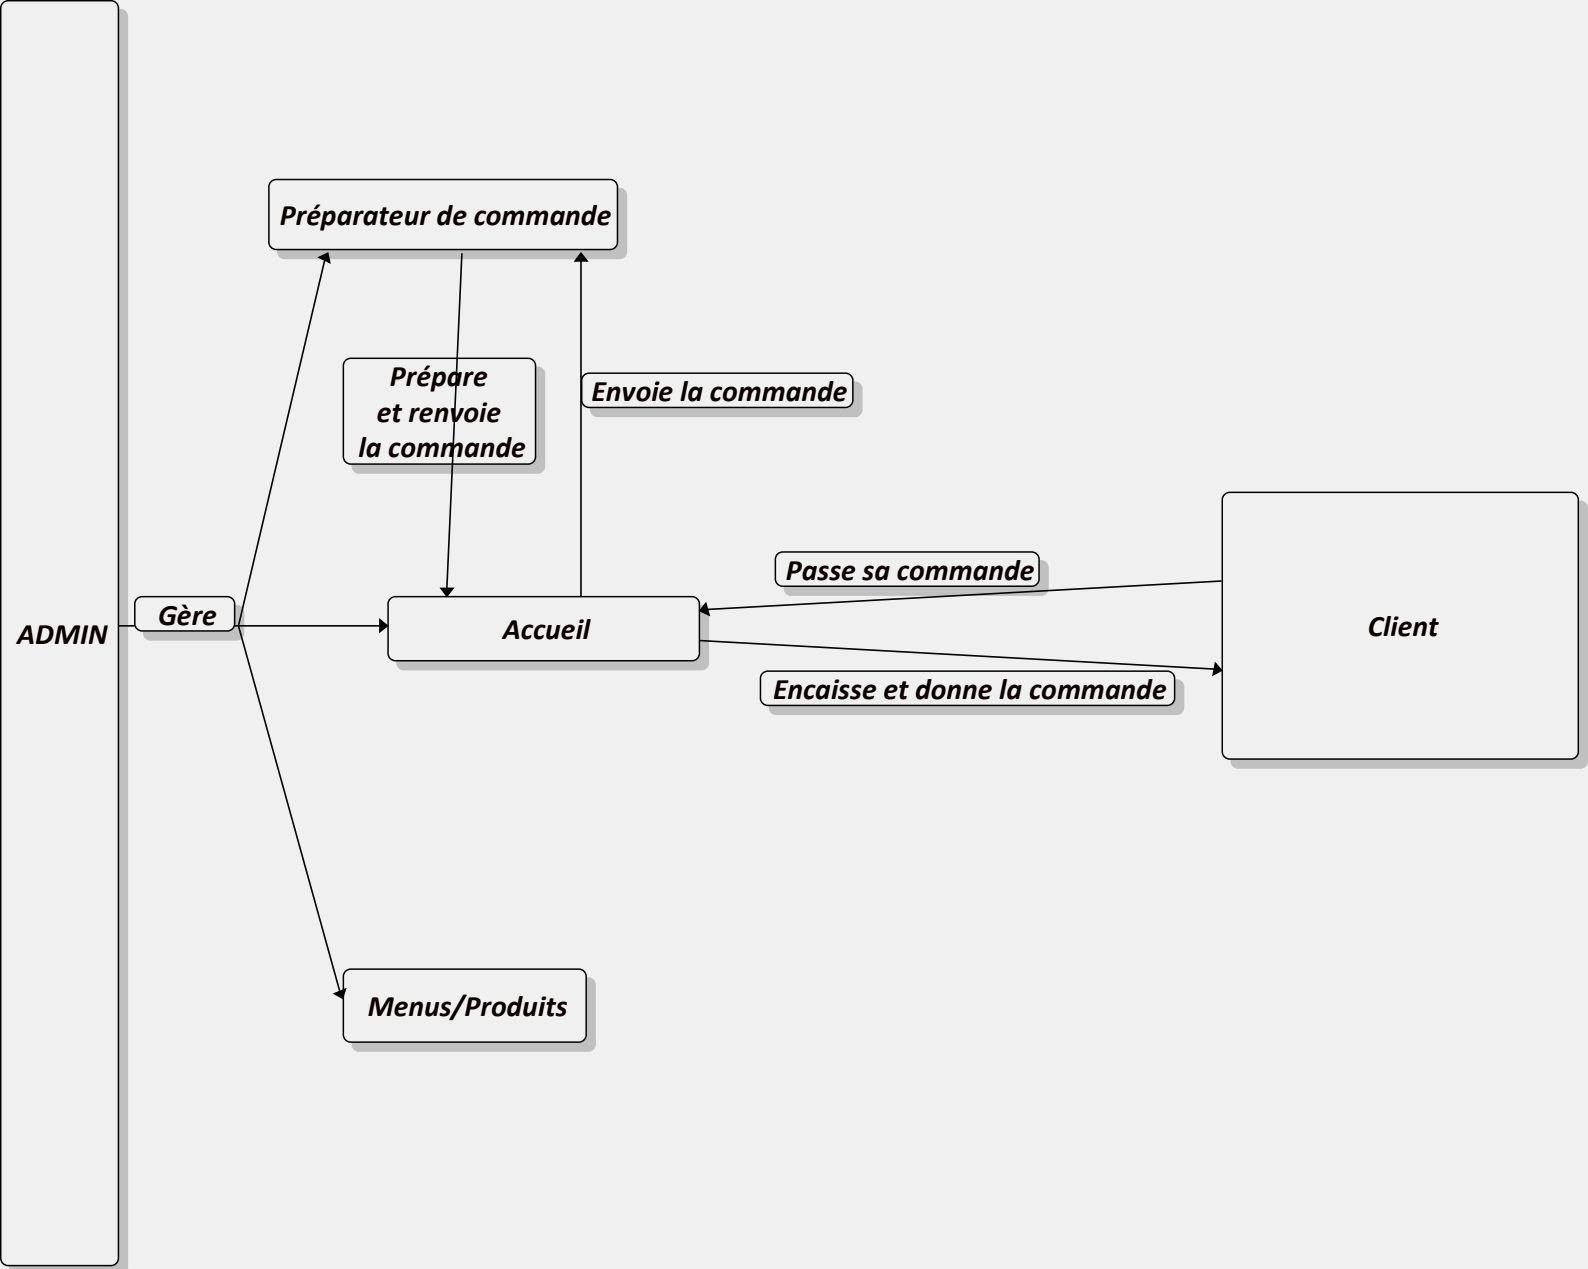 Préparateur de commande
Prépare
et renvoie
la commande
Envoie la commande
Passe sa commande
Gère
ADMIN
Accueil
Client
Encaisse et donne la commande
Menus/Produits